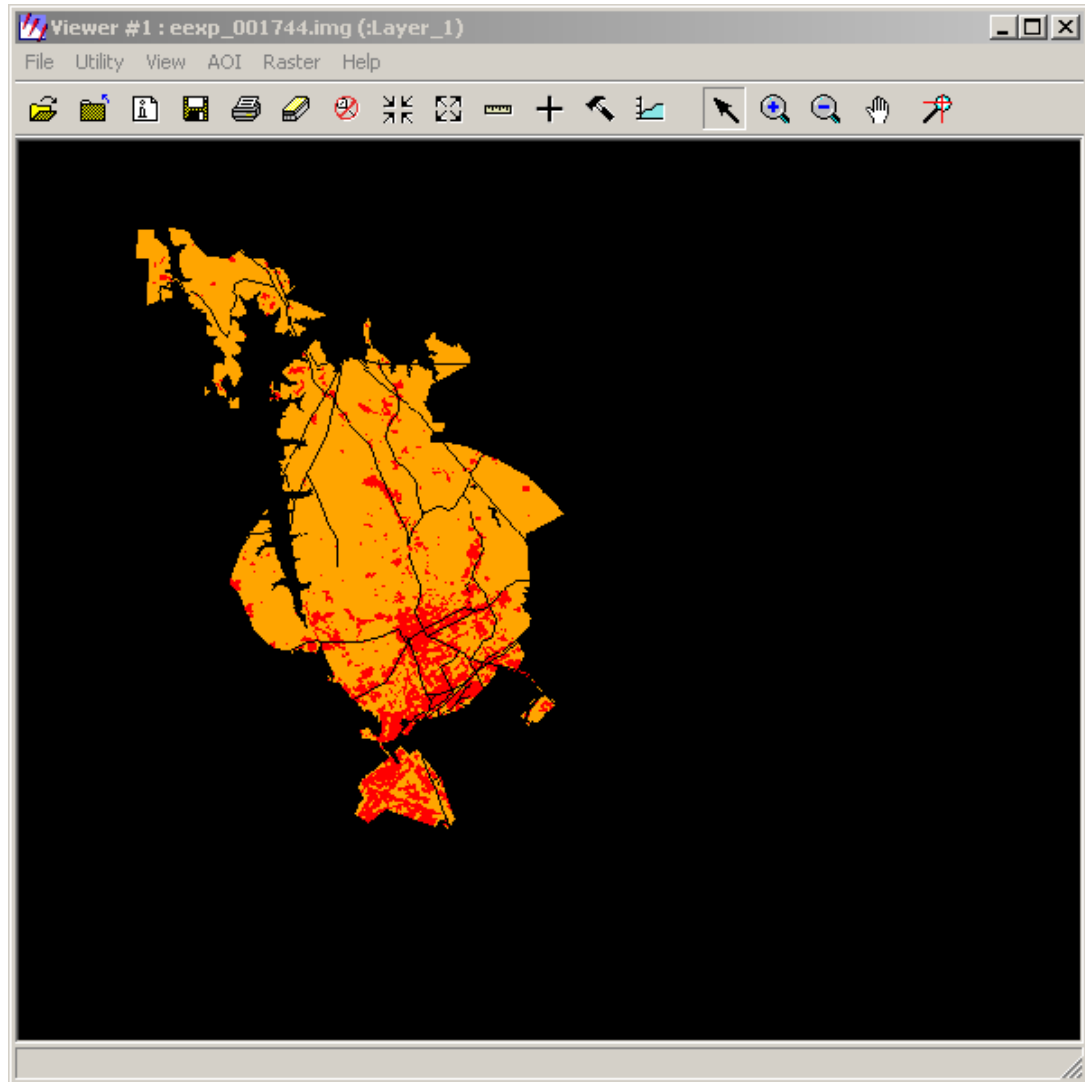 Viewer #1 : eexp_001744.img (:Layer_1)
File Utility View AOI Raster Help